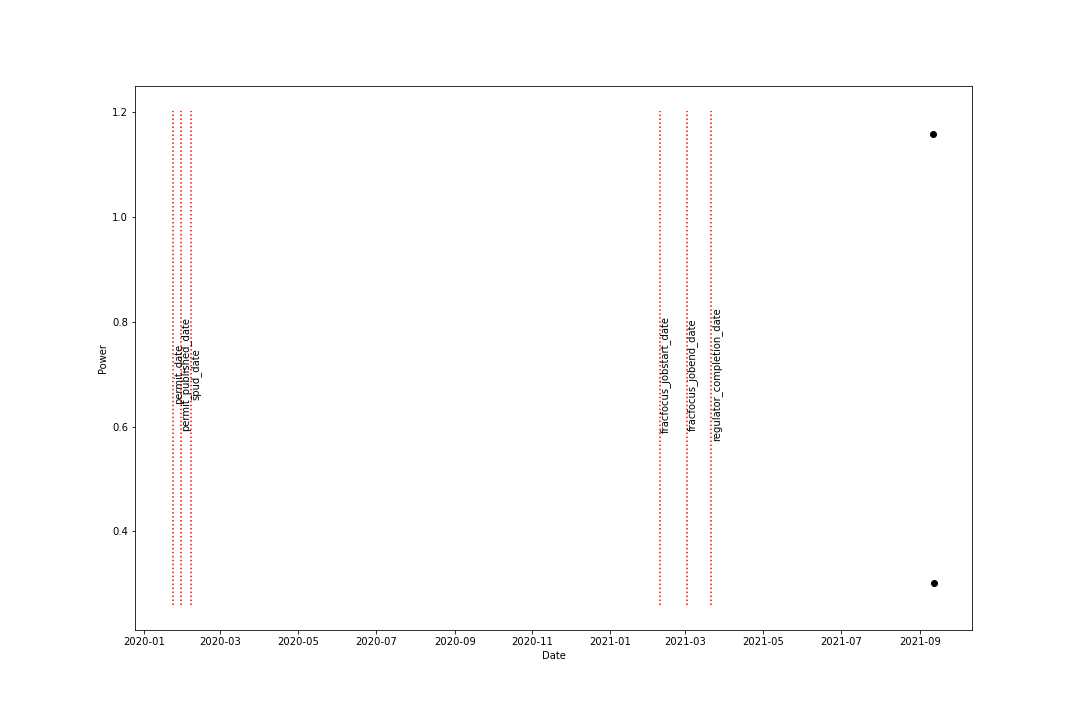 1.2
1.0
0.8
0.6
0.4
Power
permit_date
permit_published_date
spud_date
fracfocus_jobstart_date
fracfocus_jobend_date
regulator_completion_date
2020-01 2020-03 2020-05 2020-07 2020-09 2020-11 2021-01 2021-03 2021-05 2021-07 2021-09
Date